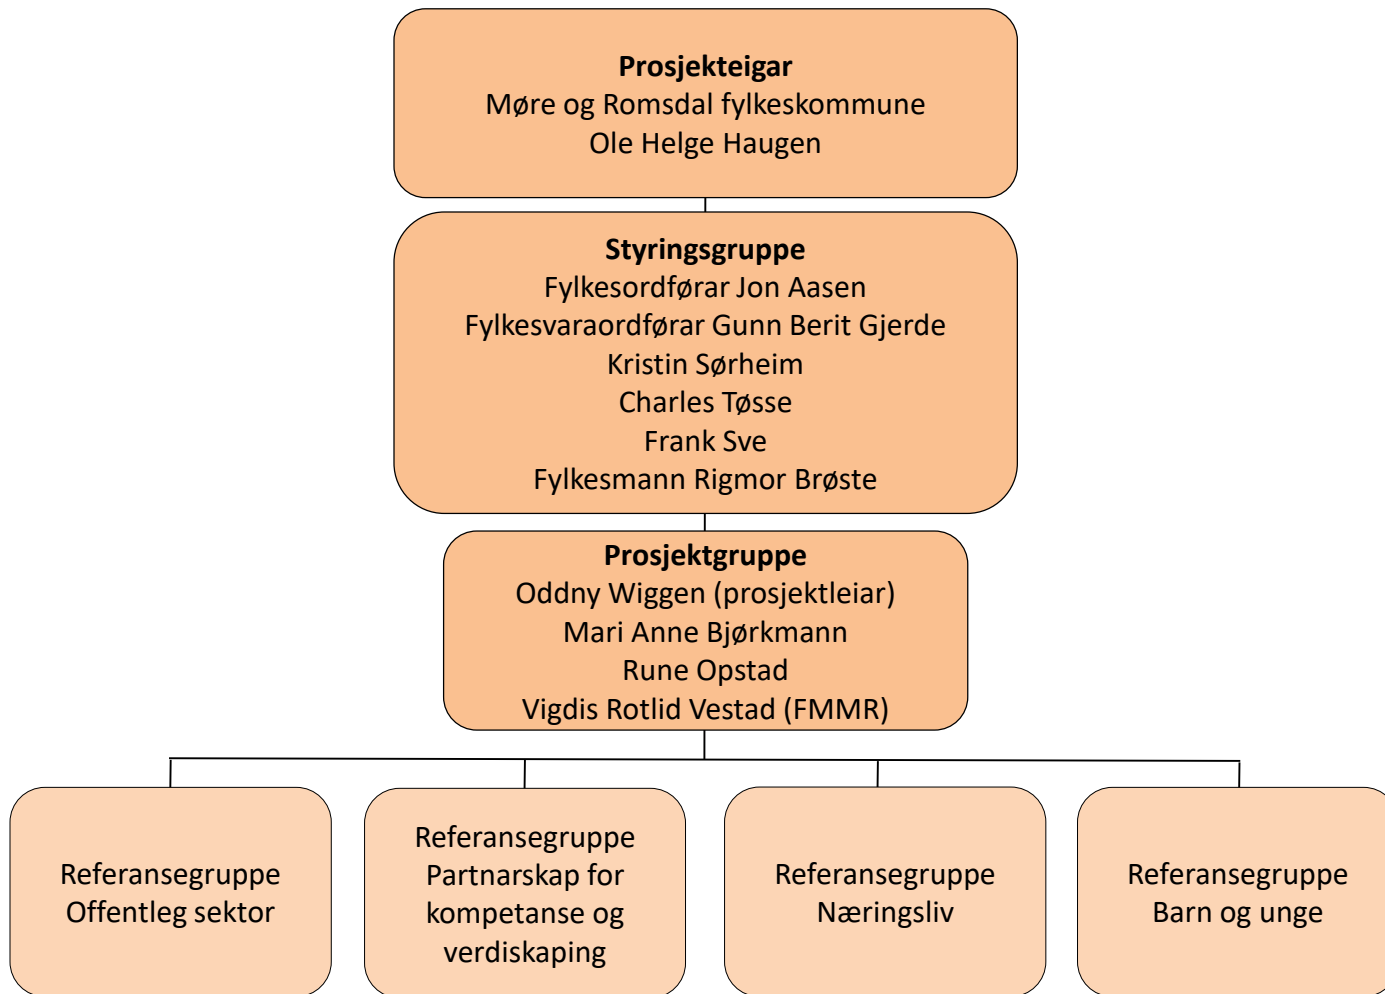 Prosjekteigar
Møre og Romsdal fylkeskommune
Ole Helge Haugen
Styringsgruppe
Fylkesordførar Jon Aasen
Fylkesvaraordførar Gunn Berit Gjerde
Kristin Sørheim
Charles Tøsse
Frank Sve
Fylkesmann Rigmor Brøste
Prosjektgruppe
Oddny Wiggen (prosjektleiar)
Mari Anne Bjørkmann
Rune Opstad
Vigdis Rotlid Vestad (FMMR)
Referansegruppe
Offentleg sektor
Referansegruppe
Partnarskap for
kompetanse og
verdiskaping
Referansegruppe
Næringsliv
Referansegruppe
Barn og unge